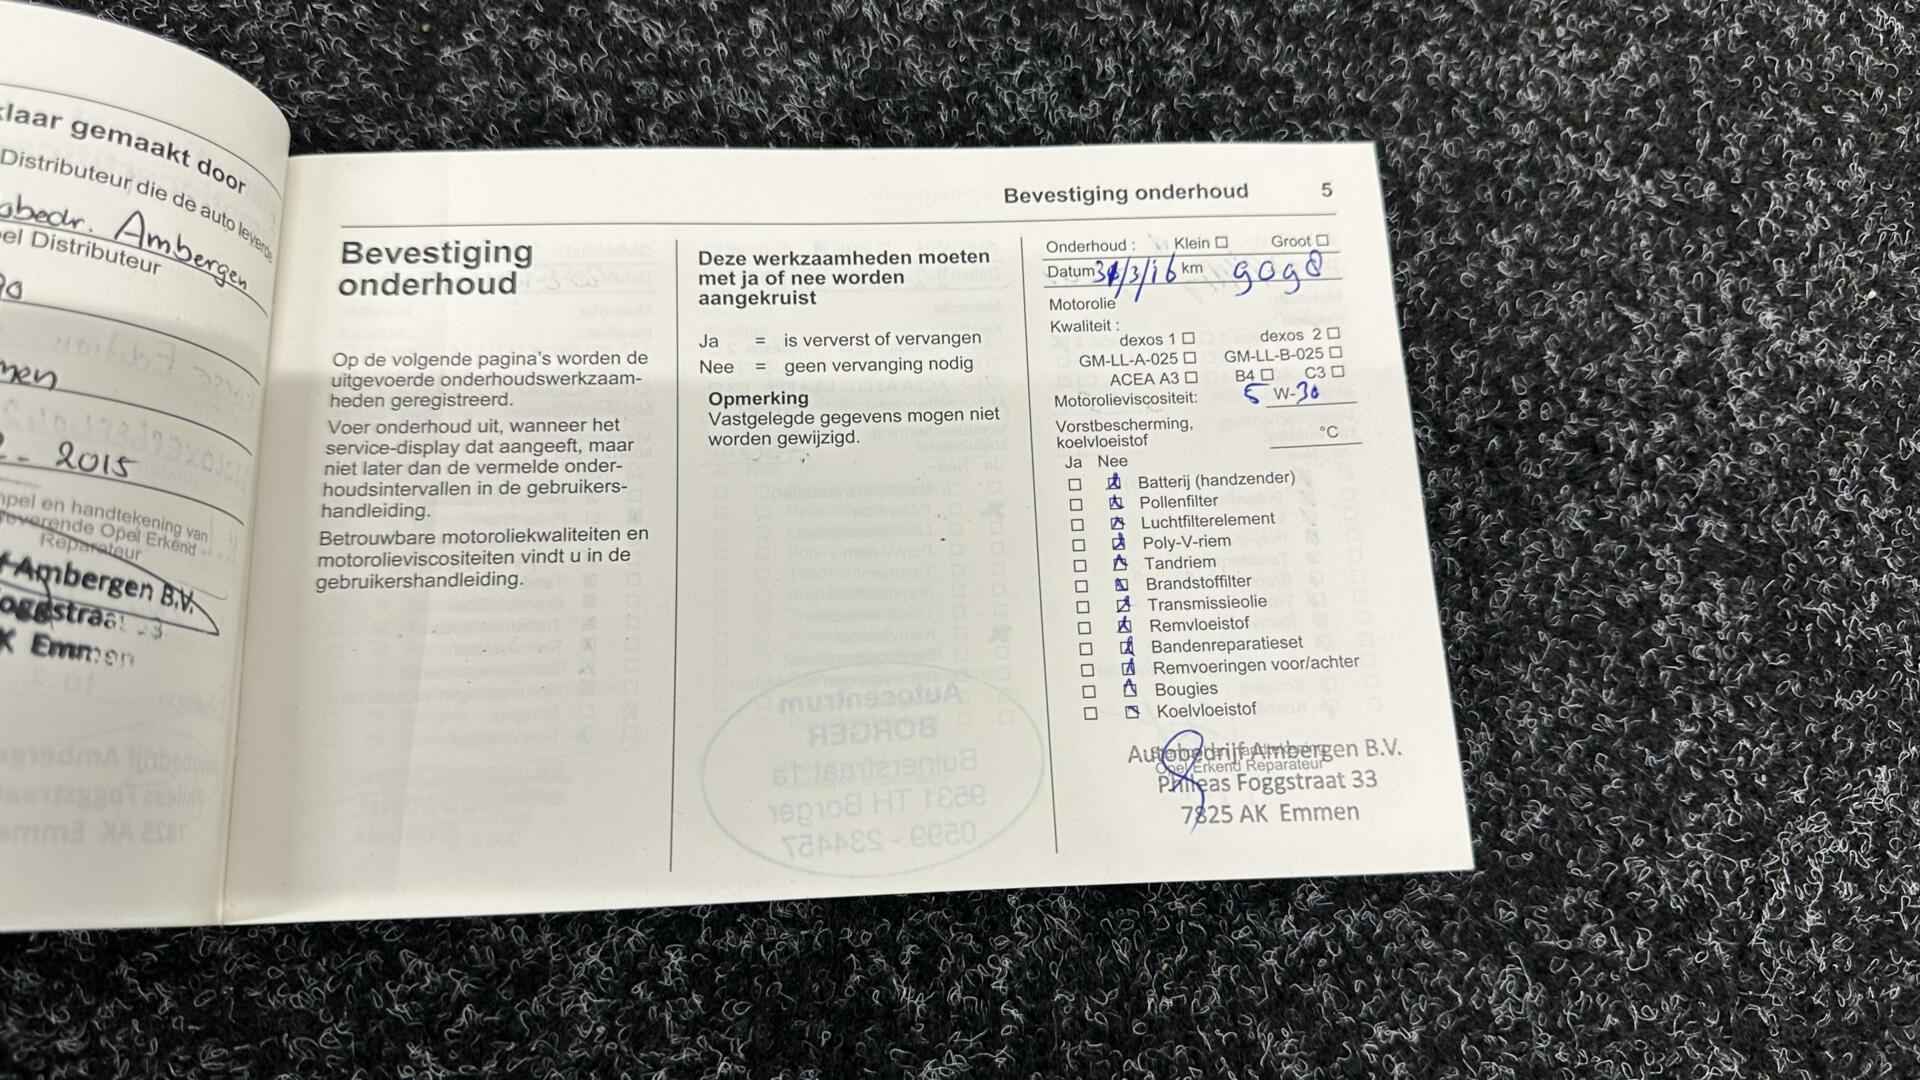 klaar gemaakt door
Distributeur die de auto leverde
Ambergen
Distributeur
2015
en handtekening van
Opel Erkend
Reparateur
Ambergen B.V.
Emmen
Bevestiging onderhoud 5
Bevestiging
onderhoud
Op de volgende pagina's worden de
uitgevoerde onderhoudswerkzaam-
heden geregistreerd.
Voer onderhoud uit, wanneer het
service-display dat aangeeft, maar
niet later dan de vermelde onder-
houdsintervallen in de gebruikers-
handleiding.
Betrouwbare motoroliekwaliteiten en
motorolieviscositeiten vindt u in de
gebruikershandleiding.
Deze werkzaamheden moeten
met ja of nee worden
aangekruist
Ja = is ververst of vervangen
Nee = geen vervanging nodig
Opmerking
Vastgelegde gegevens mogen niet
worden gewijzigd.
Autocentrum
BORGER
9531 TH Borger
0599 - 234457
Onderhoud : Klein Groot
Datum 31/3/16 km 9098
Motorolie
Kwaliteit :
dexos 1 dexos 2
GM-LL-A-025 GM-LL-B-025
ACEA A3 B4 C3
Motorolieviscositeit: 5 W-30
Vorstbescherming,
koelvloeistof °C
Ja Nee
Batterij (handzender)
Pollenfilter
Luchtfilterelement
Poly-V-riem
Tandriem
Brandstoffilter
Transmissieolie
Remvloeistof
Bandenreparatieset
Remvoeringen voor/achter
Bougies
Koelvloeistof
Autobedrijf Ambergen B.V.
Opel Erkend Reparateur
Phileas Foggstraat 33
7825 AK Emmen